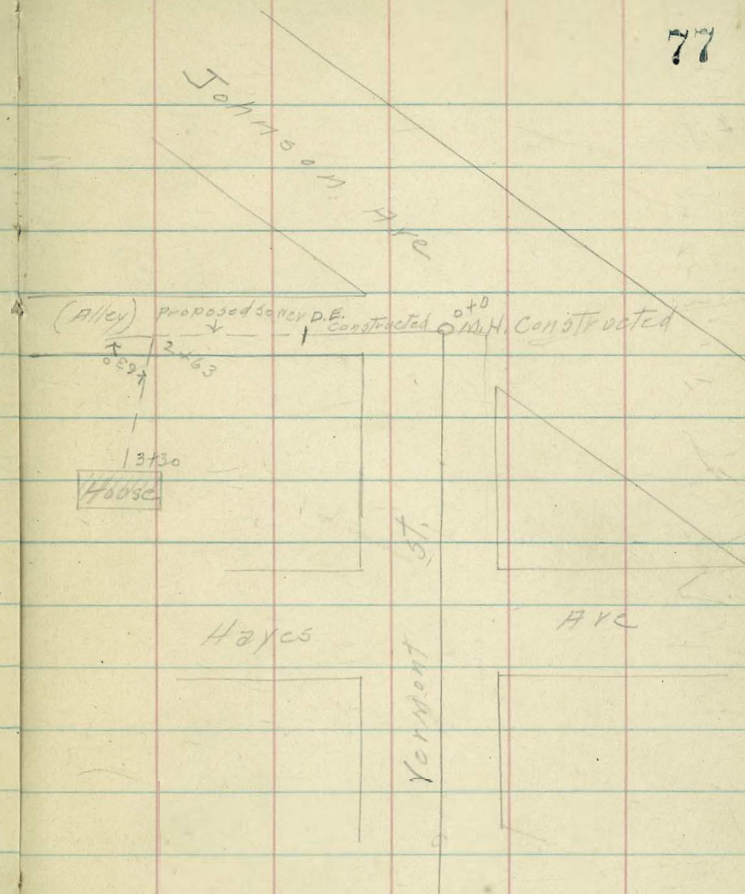 77
Johnson Ave
(Alley) proposed sewer D.E. constructed 0+0 M.H. Constructed
2+63
3+30
House
Hayes Ave
Vermont St.